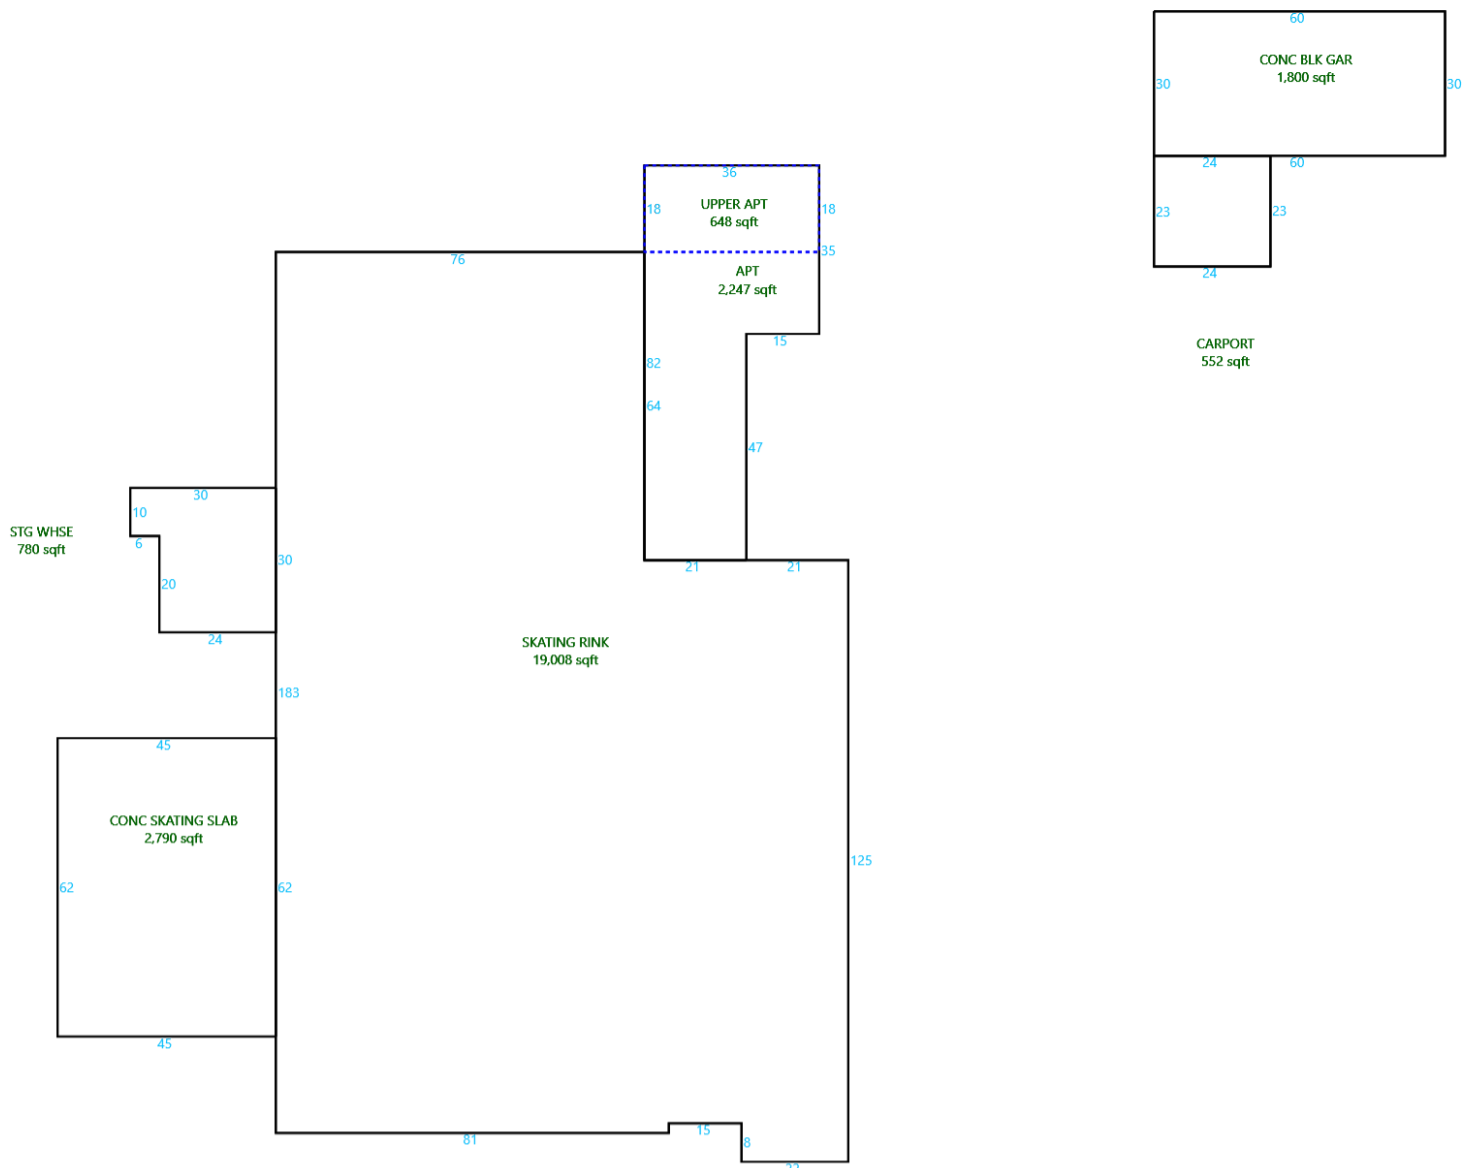 60
CONC BLK GAR
1,800 sqft
30
30
24
60
23
23
24
CARPORT
552 sqft
36
18
UPPER APT
648 sqft
18
35
APT
2,247 sqft
15
76
82
64
47
21
21
30
10
STG WHSE
780 sqft
6
20
24
30
SKATING RINK
19,008 sqft
183
45
CONC SKATING SLAB
2,790 sqft
62
62
45
125
81
15
8